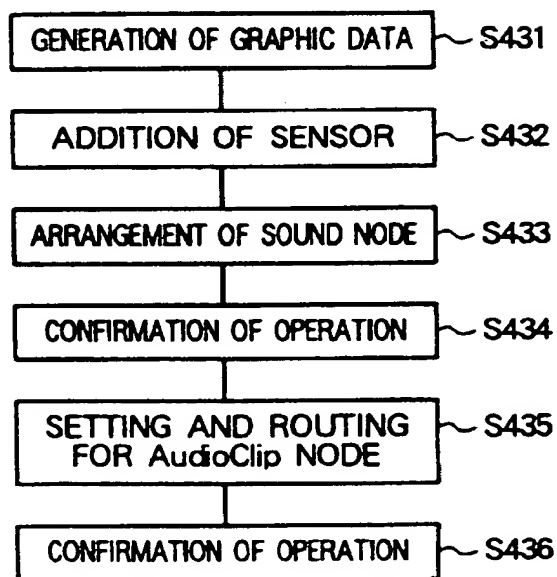 GENERATION OF GRAPHIC DATA ~ S431
ADDITION OF SENSOR ~ S432
ARRANGEMENT OF SOUND NODE ~ S433
CONFIRMATION OF OPERATION ~ S434
SETTING AND ROUTING ~ S435
FOR AudioClip NODE
CONFIRMATION OF OPERATION ~ S436